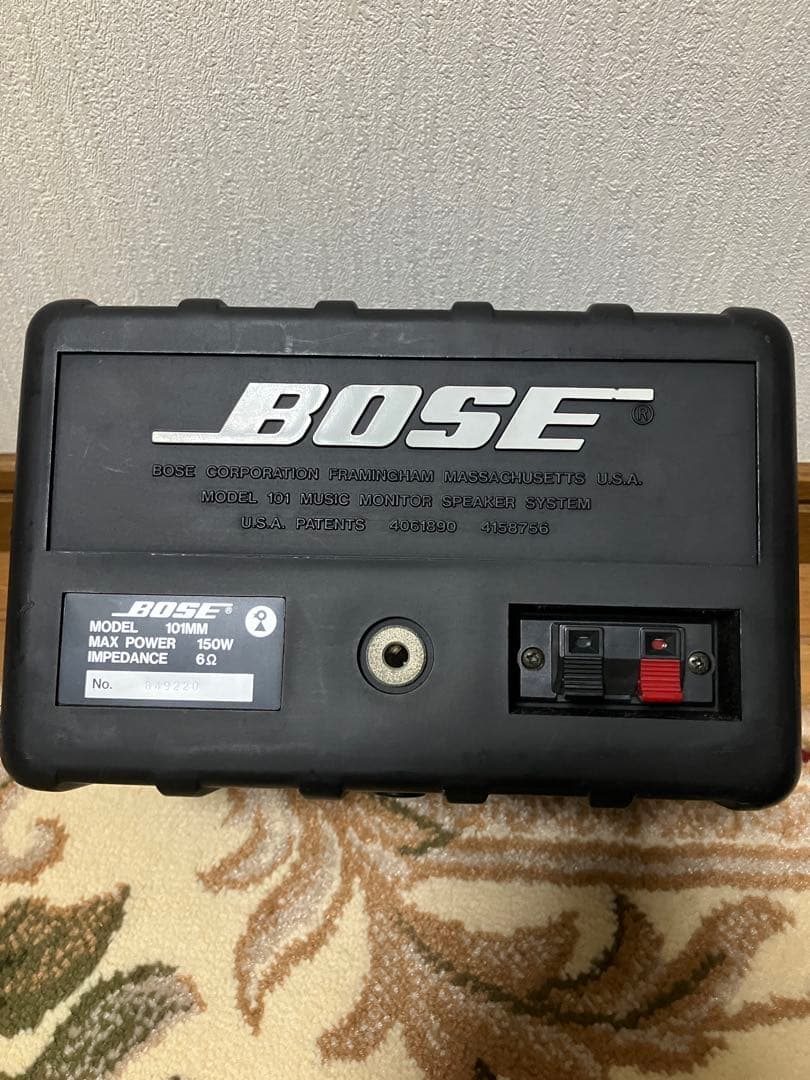 BOSE®
BOSE CORPORATION FRAMINGHAM MASSACHUSETTS U.S.A.
MODEL 101 MUSIC MONITOR SPEAKER SYSTEM
U.S.A. PATENTS 4061890 4158756
BOSE®
MODEL 101MM
MAX POWER 150W
IMPEDANCE 6Ω
No. 849220